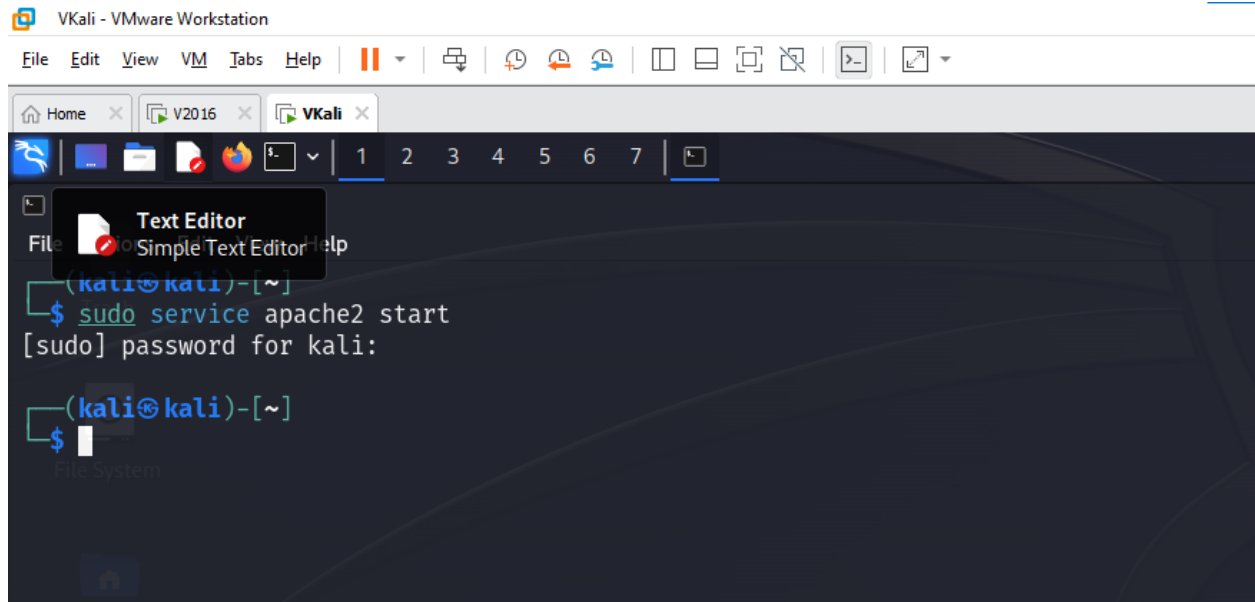 VKali - VMware Workstation
File Edit View VM Tabs Help
Home V2016 VKali
1 2 3 4 5 6 7
Text Editor
File Help
Simple Text Editor
(kali㉿kali)-[~]
$ sudo service apache2 start
[sudo] password for kali:
(kali㉿kali)-[~]
$
File System